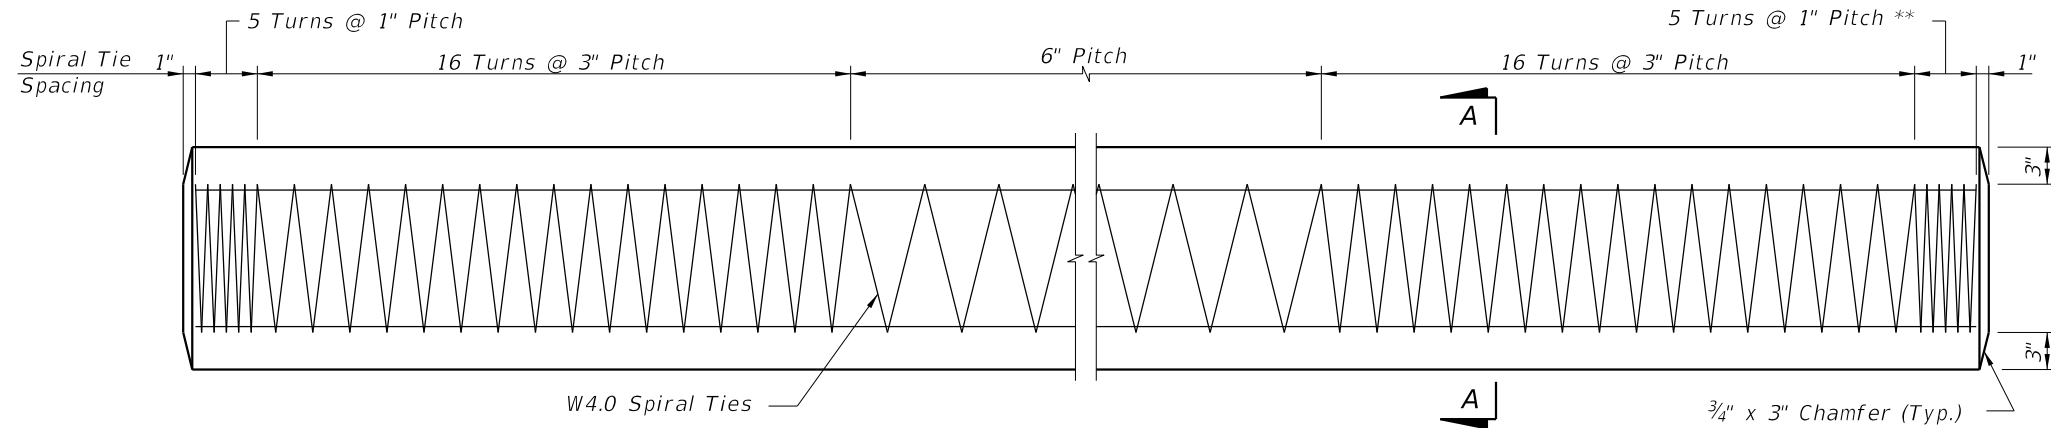 5 Turns @ 1" Pitch
5 Turns @ 1" Pitch **
Spiral Tie
Spacing
1"
16 Turns @ 3" Pitch
6" Pitch
16 Turns @ 3" Pitch
1"
A
3"
3"
W4.0 Spiral Ties
A
¾" x 3" Chamfer (Typ.)